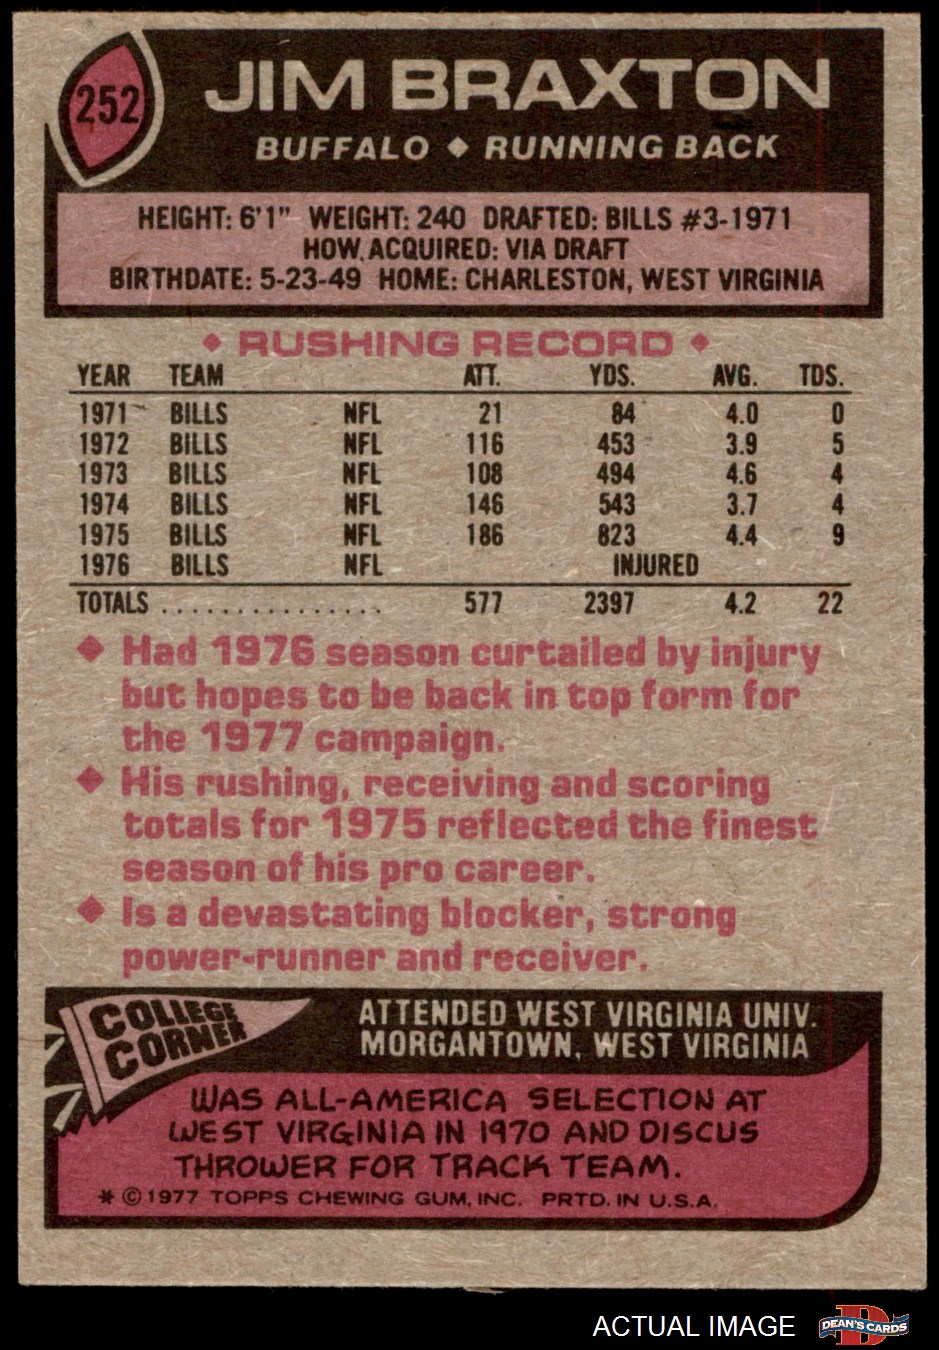 252
JIM BRAXTON
BUFFALO ◆ RUNNING BACK
HEIGHT: 6'1" WEIGHT: 240 DRAFTED: BILLS #3-1971
HOW ACQUIRED: VIA DRAFT
BIRTHDATE: 5-23-49 HOME: CHARLESTON, WEST VIRGINIA
◆ RUSHING RECORD ◆
YEAR TEAM ATT. YDS. AVG. TDS.
1971 BILLS NFL 21 84 4.0 0
1972 BILLS NFL 116 453 3.9 5
1973 BILLS NFL 108 494 4.6 4
1974 BILLS NFL 146 543 3.7 4
1975 BILLS NFL 186 823 4.4 9
1976 BILLS NFL INJURED
TOTALS ................ 577 2397 4.2 22
◆ Had 1976 season curtailed by injury
but hopes to be back in top form for
the 1977 campaign.
◆ His rushing, receiving and scoring
totals for 1975 reflected the finest
season of his pro career.
◆ Is a devastating blocker, strong
power-runner and receiver.
COLLEGE
CORNER
ATTENDED WEST VIRGINIA UNIV.
MORGANTOWN, WEST VIRGINIA
WAS ALL-AMERICA SELECTION AT
WEST VIRGINIA IN 1970 AND DISCUS
THROWER FOR TRACK TEAM.
* © 1977 TOPPS CHEWING GUM, INC. PRTD. IN U.S.A.
ACTUAL IMAGE
D
DEAN'S CARDS